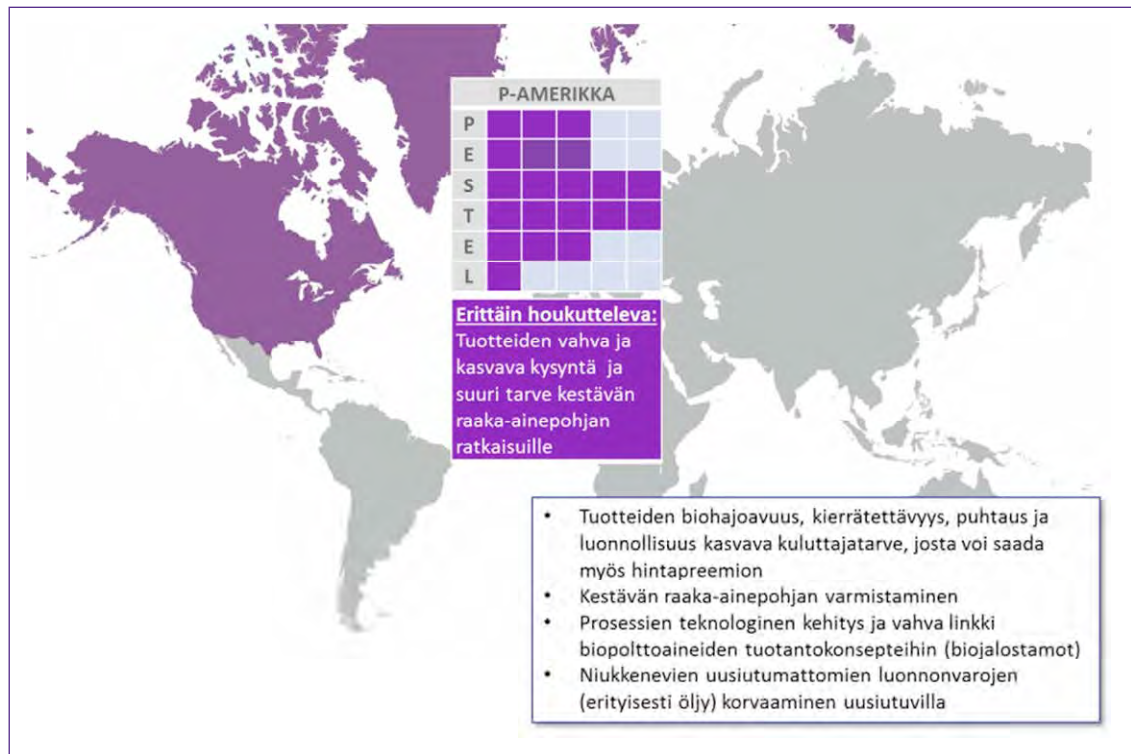 P-AMERIKKA
P
E
S
T
E
L
Erittäin houkutteleva:
Tuotteiden vahva ja
kasvava kysyntä ja
suuri tarve kestävän
raaka-ainepohjan
ratkaisuille
• Tuotteiden biohajoavuus, kierrätettävyys, puhtaus ja
luonnollisuus kasvava kuluttajatarve, josta voi saada
myös hintapreemion
• Kestävän raaka-ainepohjan varmistaminen
• Prosessien teknologinen kehitys ja vahva linkki
biopolttoaineiden tuotantokonsepteihin (biojalostamot)
• Niukkenevien uusiutumattomien luonnonvarojen
(erityisesti öljy) korvaaminen uusiutuvilla